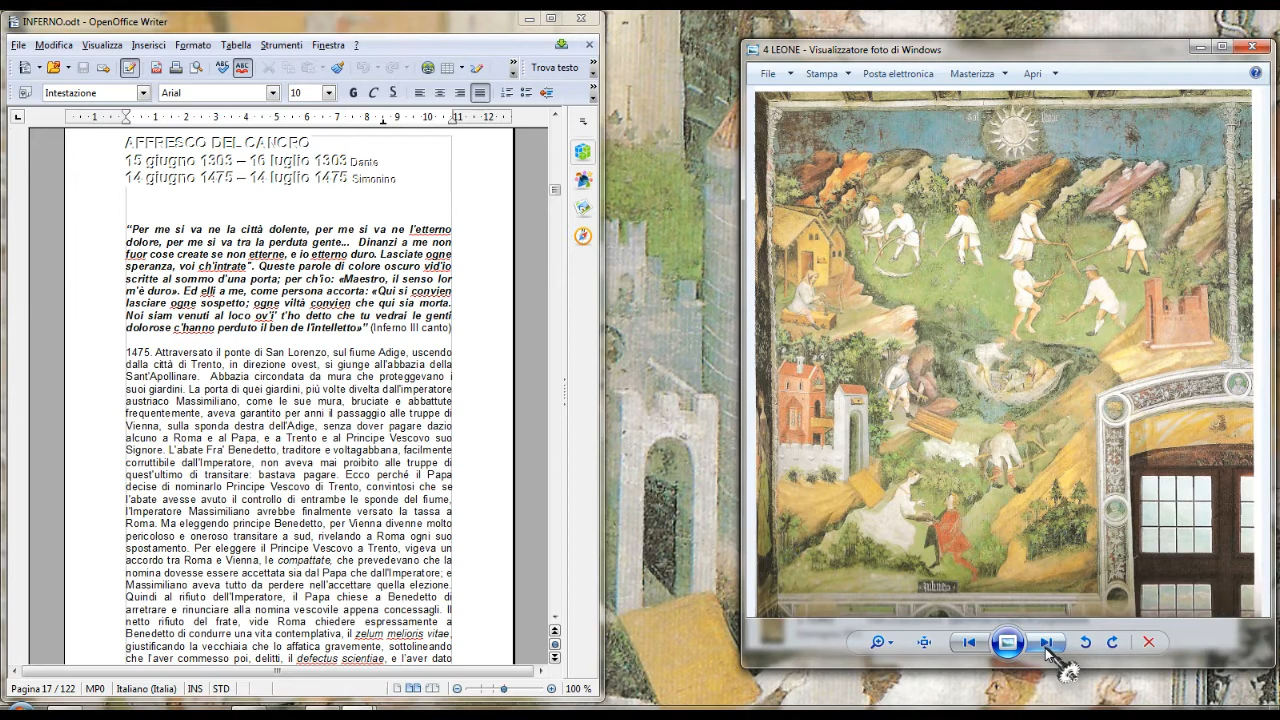 INFERNO.odt - OpenOffice Writer
File Modifica Visualizza Inserisci Formato Tabella Strumenti Finestra ?
Trova testo
Intestazione Arial 10 G C S
1 1 2 3 4 5 6 7 8 9 10 11 12
AFFRESCO DEL CANCRO
15 giugno 1303 – 16 luglio 1303 Dante
14 giugno 1475 – 14 luglio 1475 Simonino
“Per me si va ne la città dolente, per me si va ne l'etterno
dolore, per me si va tra la perduta gente... Dinanzi a me non
fuor cose create se non etterne, e io etterno duro. Lasciate ogne
speranza, voi ch'intrate”. Queste parole di colore oscuro vid'io
scritte al sommo d'una porta; per ch'io: «Maestro, il senso lor
m'è duro». Ed elli a me, come persona accorta: «Qui si convien
lasciare ogne sospetto; ogne viltà convien che qui sia morta.
Noi siam venuti al loco ov'i' t'ho detto che tu vedrai le genti
dolorose c'hanno perduto il ben de l'intelletto»” (Inferno III canto)
1475. Attraversato il ponte di San Lorenzo, sul fiume Adige, uscendo
dalla città di Trento, in direzione ovest, si giunge all'abbazia della
Sant'Apollinare. Abbazia circondata da mura che proteggevano i
suoi giardini. La porta di quei giardini, più volte divelta dall'imperatore
austriaco Massimiliano, come le sue mura, bruciate e abbattute
frequentemente, aveva garantito per anni il passaggio alle truppe di
Vienna, sulla sponda destra dell'Adige, senza dover pagare dazio
alcuno a Roma e al Papa, e a Trento e al Principe Vescovo suo
Signore. L'abate Fra' Benedetto, traditore e voltagabbana, facilmente
corruttibile dall'Imperatore, non aveva mai proibito alle truppe di
quest'ultimo di transitare: bastava pagare. Ecco perché il Papa
decise di nominarlo Principe Vescovo di Trento, convintosi che se
l'abate avesse avuto il controllo di entrambe le sponde del fiume,
l'Imperatore Massimiliano avrebbe finalmente versato la tassa a
Roma. Ma eleggendo principe Benedetto, per Vienna divenne molto
pericoloso e oneroso transitare a sud, rivelando a Roma ogni suo
spostamento. Per eleggere il Principe Vescovo a Trento, vigeva un
accordo tra Roma e Vienna, le compattate, che prevedevano che la
nomina dovesse essere accettata sia dal Papa che dall'Imperatore; e
Massimiliano aveva tutto da perdere nell'accettare quella elezione.
Quindi al rifiuto dell'Imperatore, il Papa chiese a Benedetto di
arretrare e rinunciare alla nomina vescovile appena concessagli. Il
netto rifiuto del frate, vide Roma chiedere espressamente a
Benedetto di condurre una vita contemplativa, il zelum melioris vitae,
giustificando la vecchiaia che lo affatica gravemente, sottolineando
che l'aver commesso poi, delitti, il defectus scientiae, e l'aver dato
Pagina 17 / 122 MP0 Italiano (Italia) INS STD 100 %
4 LEONE - Visualizzatore foto di Windows
File Stampa Posta elettronica Masterizza Apri